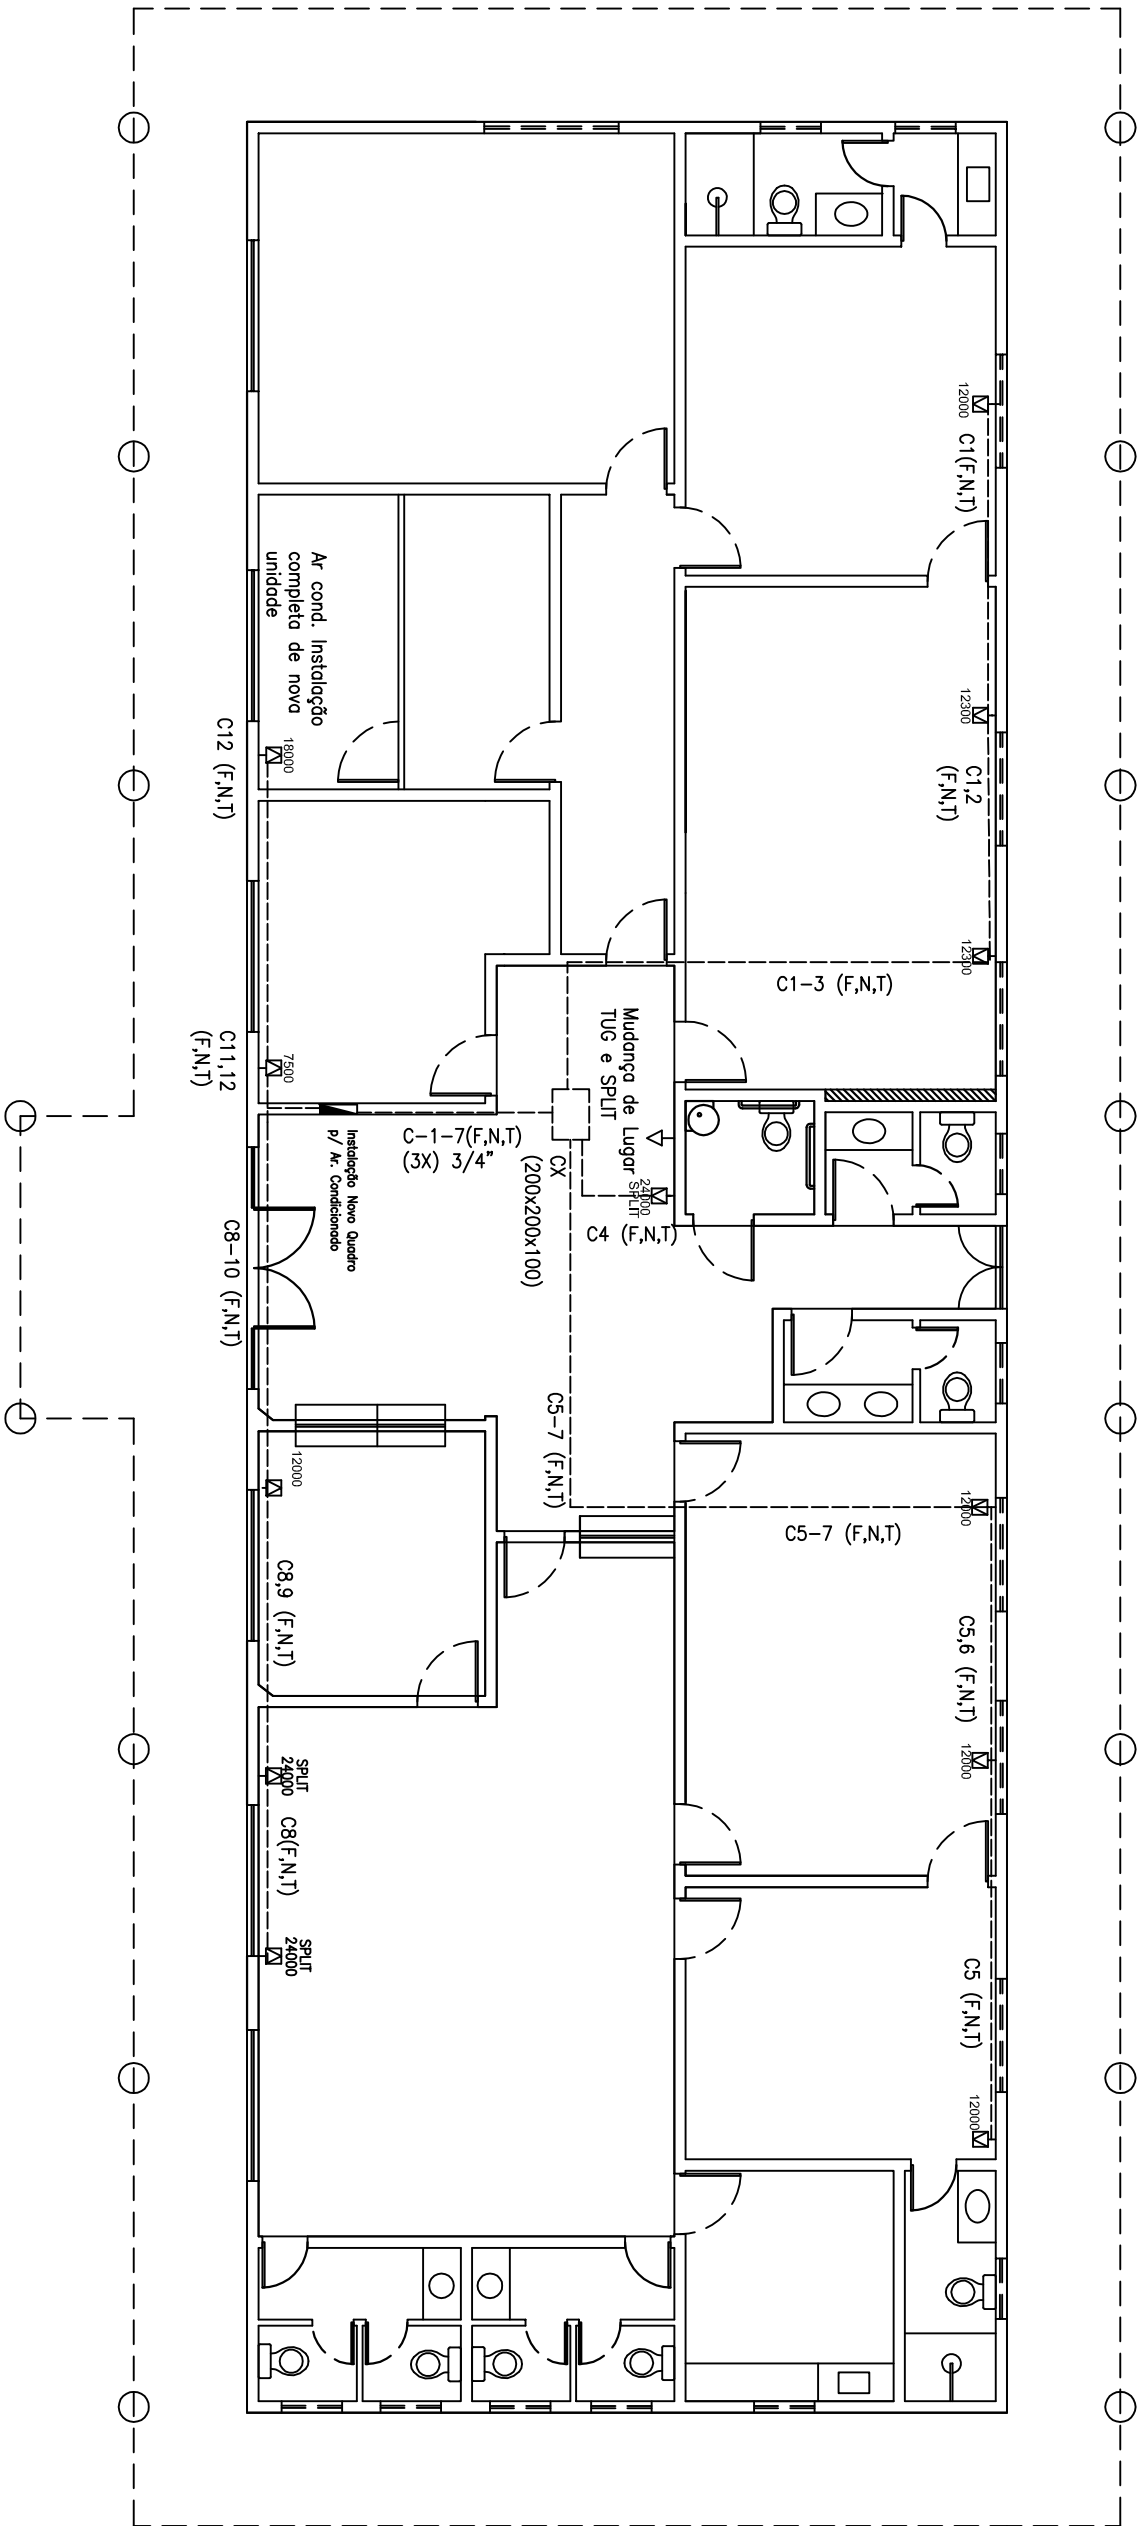 12000
C1(F,N,T)
12300
C1,2
(F,N,T)
12300
C1-3 (F,N,T)
Ar cond. Instalação
completa de nova
unidade
18000
C12 (F,N,T)
7500
C11,12
(F,N,T)
Mudança de Lugar
TUG e SPLIT
24000
SPLIT
C4 (F,N,T)
C-1-7(F,N,T)
(3X) 3/4"
CX
(200x200x100)
Instalação Novo Quadro
p/ Ar. Condicionado
C8-10 (F,N,T)
C5-7 (F,N,T)
12000
C5-7 (F,N,T)
12000
C8,9 (F,N,T)
C5,6 (F,N,T)
12000
SPLIT
24000
C8(F,N,T)
SPLIT
24000
C5 (F,N,T)
12000